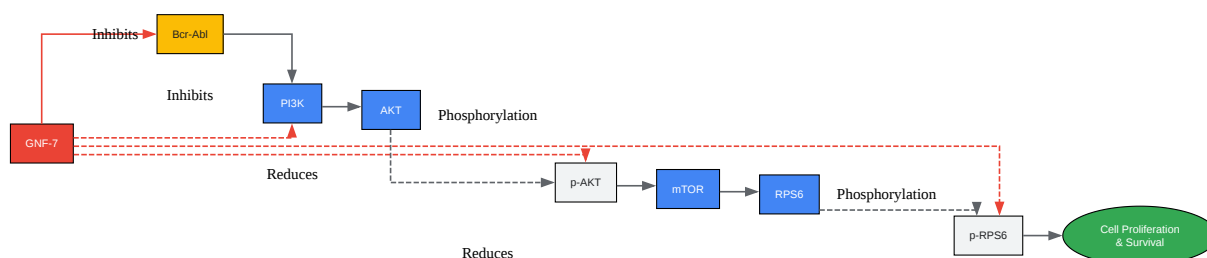 Inhibits
Bcr-Abl
Inhibits
PI3K
AKT
Phosphorylation
GNF-7
Reduces
p-AKT
mTOR
RPS6
Phosphorylation
p-RPS6
Cell Proliferation
& Survival
Reduces